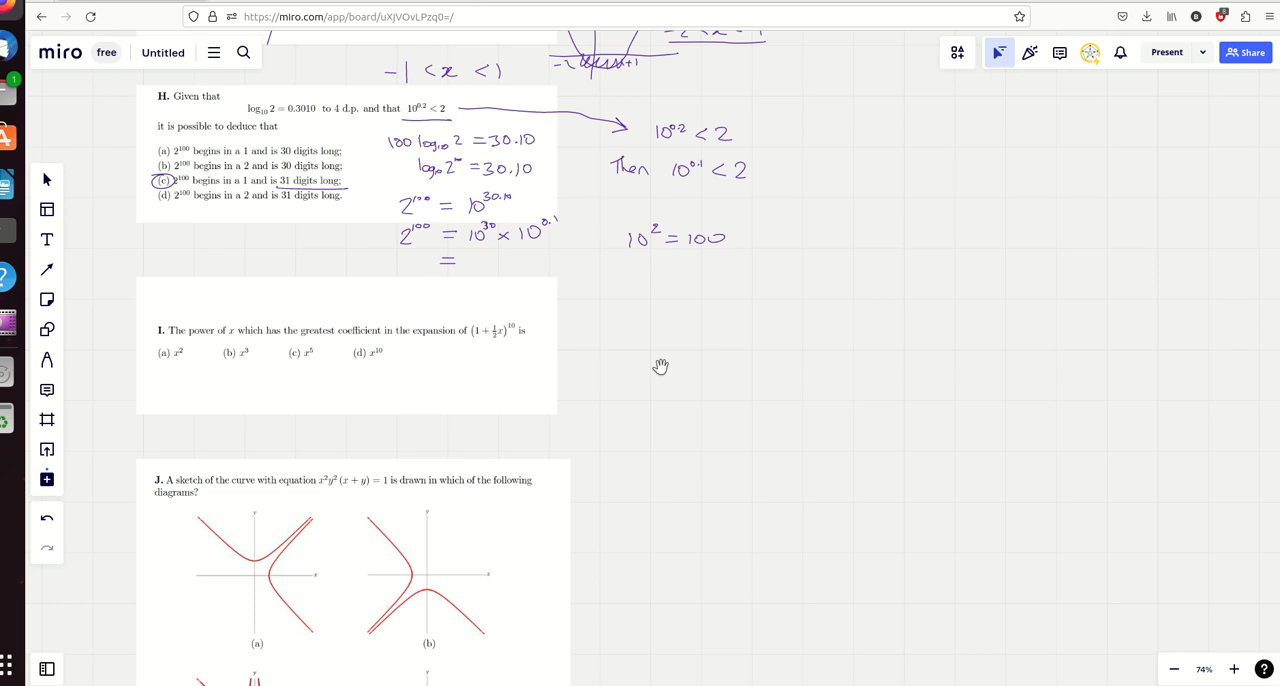 https://miro.com/app/board/uXjVOvLPzq0=/
8
miro free Untitled
Present
Share
1
-2 < x < 1
-2 +1
-1 < x < 1
H. Given that
log₁₀ 2 = 0.3010 to 4 d.p. and that 10^0.2 < 2
it is possible to deduce that
(a) 2^100 begins in a 1 and is 30 digits long;
(b) 2^100 begins in a 2 and is 30 digits long;
(c) 2^100 begins in a 1 and is 31 digits long;
(d) 2^100 begins in a 2 and is 31 digits long.
100 log₁₀ 2 = 30.10
log₁₀ 2^100 = 30.10
2^100 = 10^30.10
2^100 = 10^30 × 10^0.1
=
10^0.2 < 2
Then 10^0.1 < 2
10^2 = 100
I. The power of x which has the greatest coefficient in the expansion of (1 + ½x)^10 is
(a) x^2 (b) x^3 (c) x^5 (d) x^10
J. A sketch of the curve with equation x²y² (x + y) = 1 is drawn in which of the following
diagrams?
y
x
(a)
y
x
(b)
y
y
74%